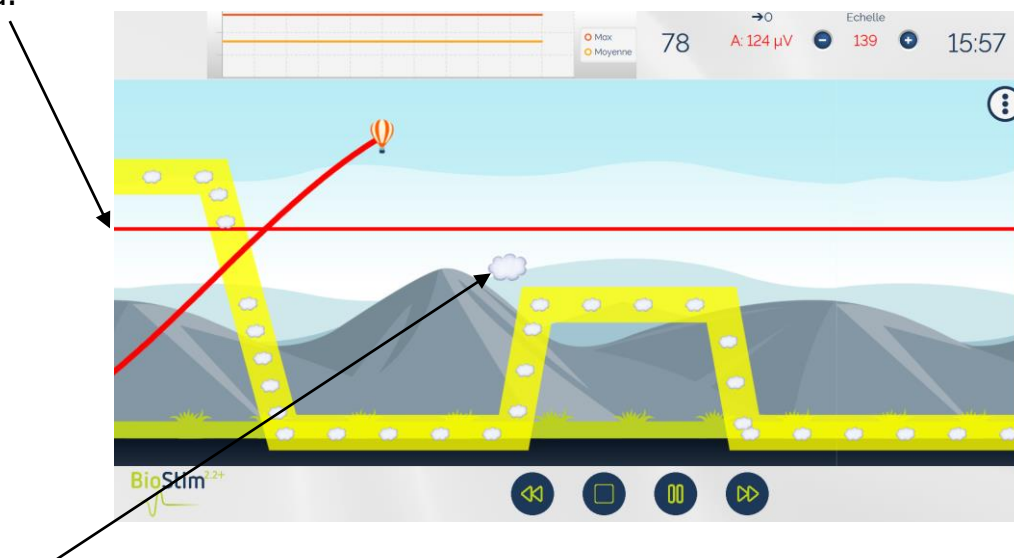 Max
Moyenne
78
→0
A: 124 µV
Echelle
139
15:57
BioStim 2.2+